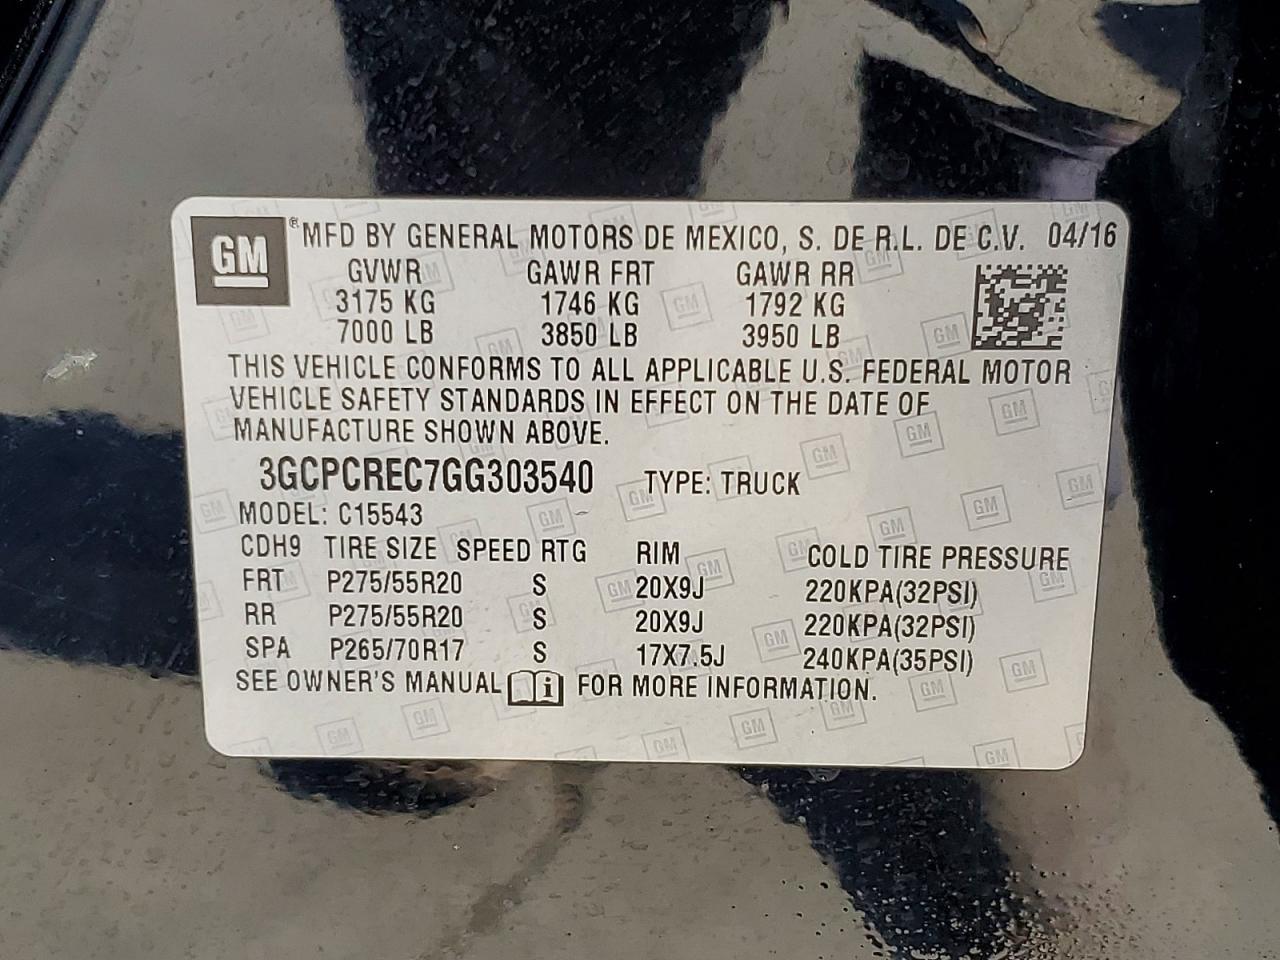 GM ® MFD BY GENERAL MOTORS DE MEXICO, S. DE R.L. DE C.V. 04/16
GVWR GAWR FRT GAWR RR
3175 KG 1746 KG 1792 KG
7000 LB 3850 LB 3950 LB
THIS VEHICLE CONFORMS TO ALL APPLICABLE U.S. FEDERAL MOTOR
VEHICLE SAFETY STANDARDS IN EFFECT ON THE DATE OF
MANUFACTURE SHOWN ABOVE.
3GCPCREC7GG303540 TYPE: TRUCK
MODEL: C15543
CDH9 TIRE SIZE SPEED RTG RIM COLD TIRE PRESSURE
FRT P275/55R20 S 20X9J 220KPA(32PSI)
RR P275/55R20 S 20X9J 220KPA(32PSI)
SPA P265/70R17 S 17X7.5J 240KPA(35PSI)
SEE OWNER'S MANUAL i FOR MORE INFORMATION.